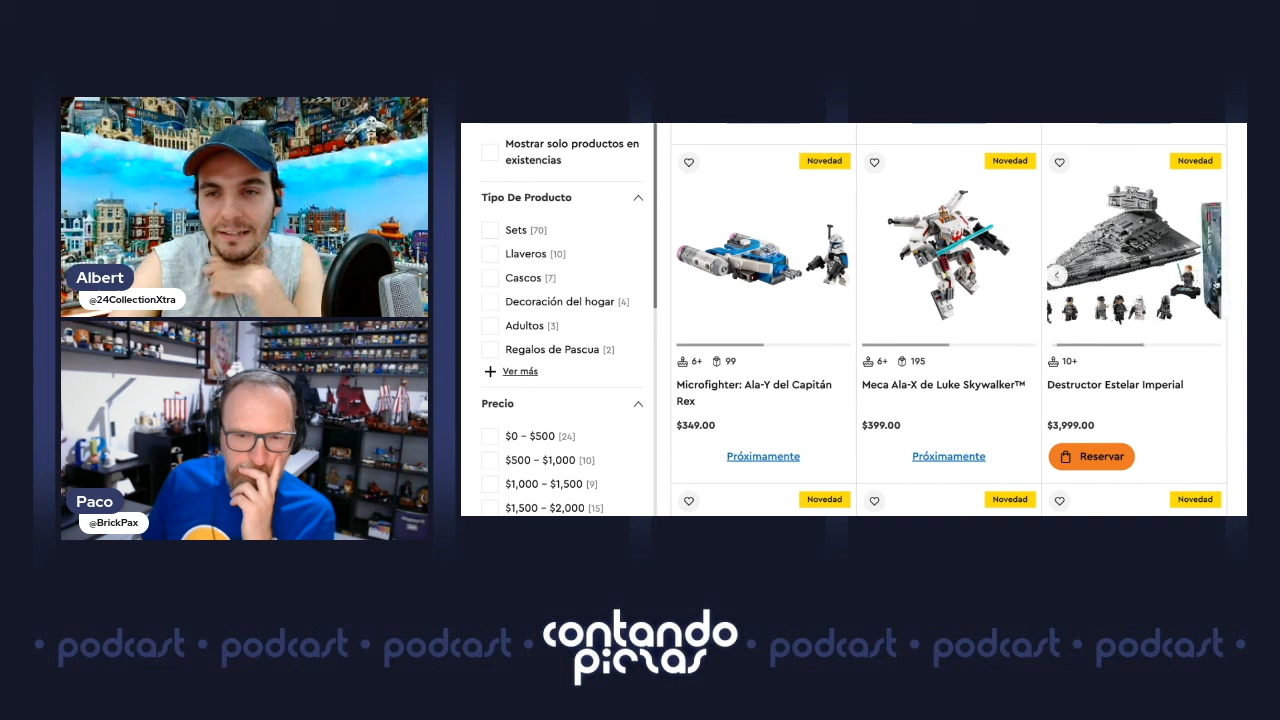 Albert
@24CollectionXtra
Paco
@BrickPax
Mostrar solo productos en
existencias
Tipo De Producto
Sets [70]
Llaveros [10]
Cascos [7]
Decoración del hogar [4]
Adultos [3]
Regalos de Pascua [2]
Ver más
Precio
$0 – $500 [24]
$500 – $1,000 [10]
$1,000 – $1,500 [9]
$1,500 – $2,000 [15]
Novedad
6+ 99
Microfighter: Ala-Y del Capitán
Rex
$349.00
Próximamente
Novedad
6+ 195
Meca Ala-X de Luke Skywalker™
$399.00
Próximamente
Novedad
10+
Destructor Estelar Imperial
$3,999.00
Reservar
Novedad
Novedad
Novedad
• podcast • podcast • podcast •
contando
piezas
• podcast • podcast • podcast •